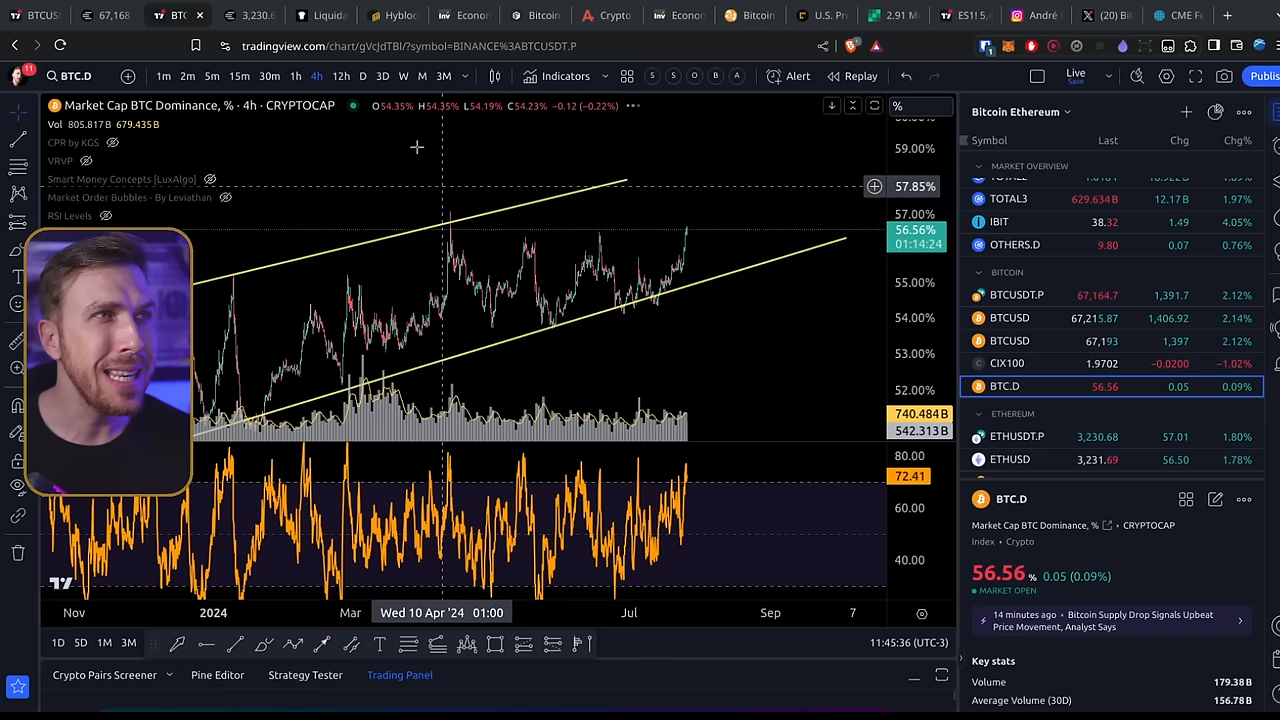 BTCUS
67,168
BTC
3,230.6
Liquida
Hybloc
Econon
Bitcoin
Crypto
Econon
Bitcoin
U.S. Pre
2.91 M
ES1! 5,
André
(20) Bi
CME Fe
tradingview.com/chart/gVcJdTBI/?symbol=BINANCE%3ABTCUSDT.P
11
BTC.D
1m 2m 5m 15m 30m 1h 4h 12h D 3D W M 3M
Indicators
S S O B A
Alert
Replay
Live
Save
Publis
Market Cap BTC Dominance, % · 4h · CRYPTOCAP
O54.35% H54.35% L54.19% C54.23% −0.12 (−0.22%)
%
Vol 805.817B 679.435B
CPR by KGS
VRVP
Smart Money Concepts [LuxAlgo]
Market Order Bubbles - By Leviathan
RSI Levels
59.00%
57.85%
57.00%
56.56%
01:14:24
55.00%
54.00%
53.00%
52.00%
740.484B
542.313B
80.00
72.41
60.00
40.00
Nov
2024
Mar
Wed 10 Apr '24 01:00
Jul
Sep
7
1D 5D 1M 3M
11:45:36 (UTC-3)
Crypto Pairs Screener
Pine Editor
Strategy Tester
Trading Panel
Bitcoin Ethereum
Symbol Last Chg Chg%
MARKET OVERVIEW
TOTAL3 629.634B 12.17B 1.97%
IBIT 38.32 1.49 4.05%
OTHERS.D 9.80 0.07 0.76%
BITCOIN
BTCUSDT.P 67,164.7 1,391.7 2.12%
BTCUSD 67,215.87 1,406.92 2.14%
BTCUSD 67,193 1,397 2.12%
CIX100 1.9702 −0.0200 −1.02%
BTC.D 56.56 0.05 0.09%
ETHEREUM
ETHUSDT.P 3,230.68 57.01 1.80%
ETHUSD 3,231.69 56.50 1.78%
BTC.D
Market Cap BTC Dominance, % • CRYPTOCAP
Index • Crypto
56.56 % 0.05 (0.09%)
MARKET OPEN
14 minutes ago • Bitcoin Supply Drop Signals Upbeat
Price Movement, Analyst Says
Key stats
Volume 179.38B
Average Volume (30D) 156.78B